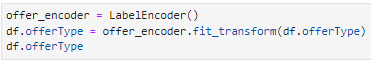 offer_encoder = LabelEncoder()
df.offerType = offer_encoder.fit_transform(df.offerType)
df.offerType